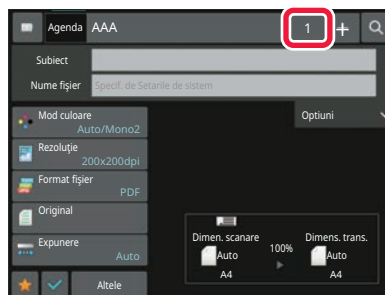 Agenda AAA 1 +
Subiect
Nume fișier Specif. de Setarile de sistem
Mod culoare
Auto/Mono2
Opțiuni
Rezoluție
200x200dpi
Format fișier
PDF
Original
Expunere
Auto
Altele
Dimen. scanare
Auto
A4
100%
Dimens. trans.
Auto
A4